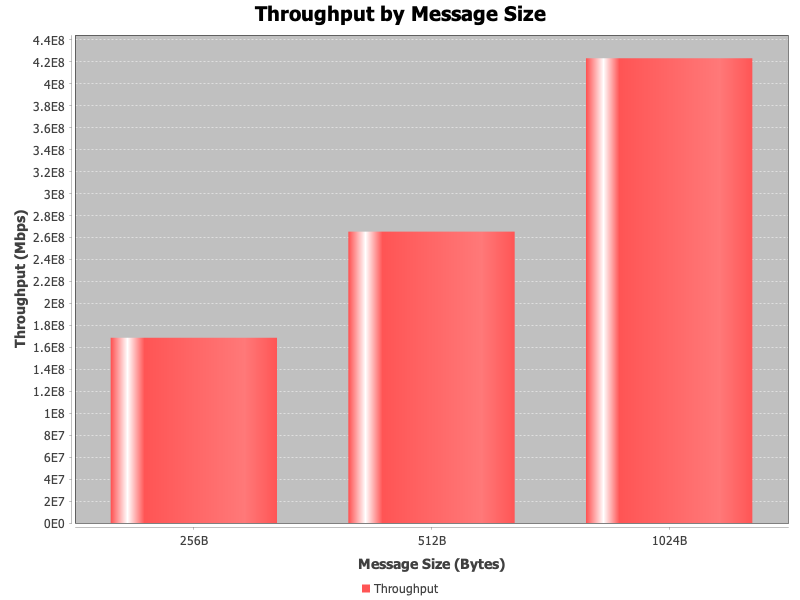 Throughput by Message Size
Throughput (Mbps)
4.4E8
4.2E8
4E8
3.8E8
3.6E8
3.4E8
3.2E8
3E8
2.8E8
2.6E8
2.4E8
2.2E8
2E8
1.8E8
1.6E8
1.4E8
1.2E8
1E8
8E7
6E7
4E7
2E7
0E0
256B
512B
1024B
Message Size (Bytes)
Throughput